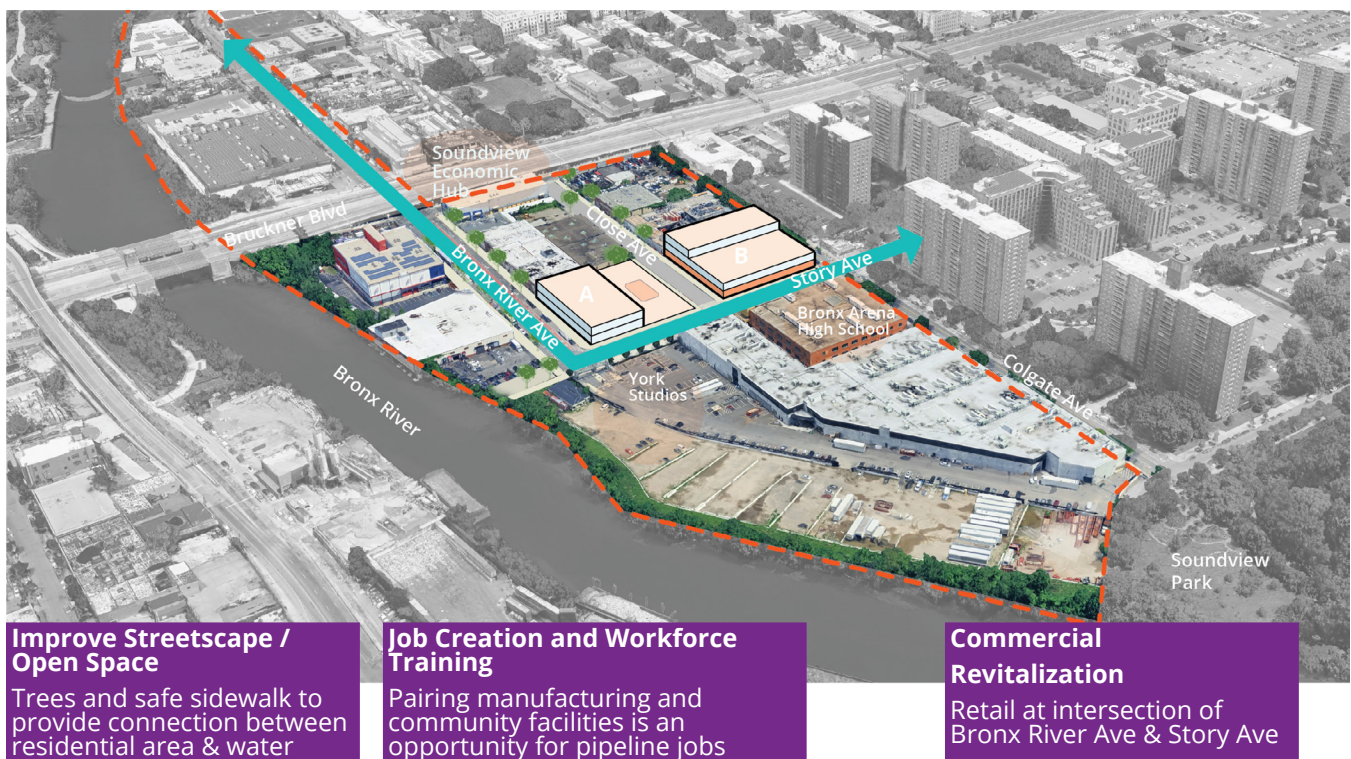 Soundview
Economic
Hub
Bruckner Blvd
Close Ave
Bronx River Ave
A
B
Story Ave
Bronx Arena
High School
York
Studios
Colgate Ave
Bronx River
Soundview
Park
Improve Streetscape /
Open Space
Trees and safe sidewalk to
provide connection between
residential area & water
Job Creation and Workforce
Training
Pairing manufacturing and
community facilities is an
opportunity for pipeline jobs
Commercial
Revitalization
Retail at intersection of
Bronx River Ave & Story Ave